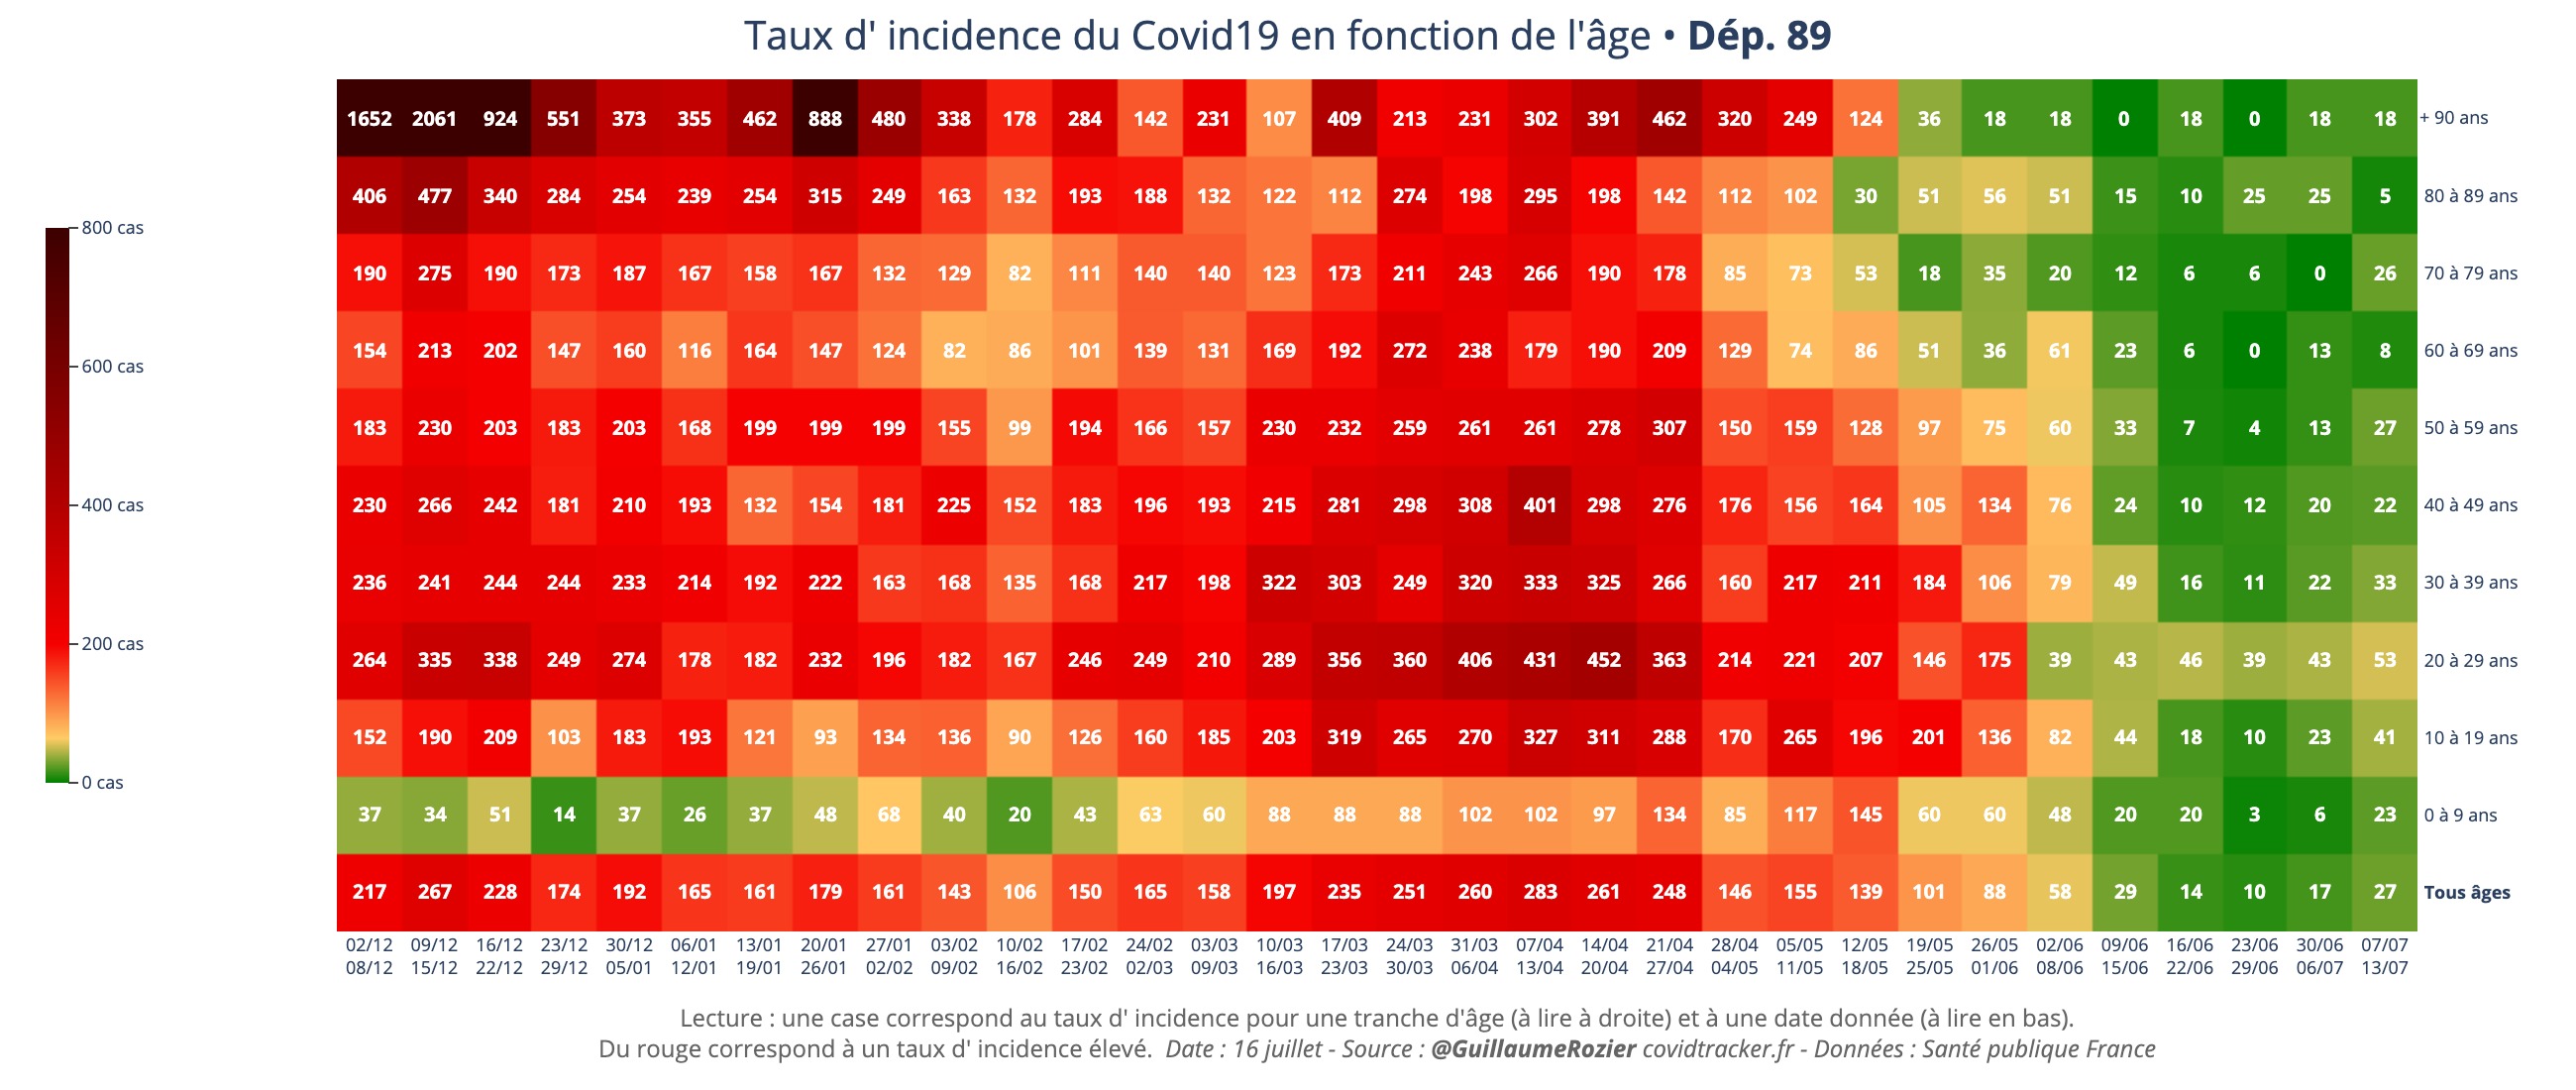 Taux d' incidence du Covid19 en fonction de l'âge • Dép. 89
800 cas
600 cas
400 cas
200 cas
0 cas
1652 2061 924 551 373 355 462 888 480 338 178 284 142 231 107 409 213 231 302 391 462 320 249 124 36 18 18 0 18 0 18 18 + 90 ans
406 477 340 284 254 239 254 315 249 163 132 193 188 132 122 112 274 198 295 198 142 112 102 30 51 56 51 15 10 25 25 5 80 à 89 ans
190 275 190 173 187 167 158 167 132 129 82 111 140 140 123 173 211 243 266 190 178 85 73 53 18 35 20 12 6 6 0 26 70 à 79 ans
154 213 202 147 160 116 164 147 124 82 86 101 139 131 169 192 272 238 179 190 209 129 74 86 51 36 61 23 6 0 13 8 60 à 69 ans
183 230 203 183 203 168 199 199 199 155 99 194 166 157 230 232 259 261 261 278 307 150 159 128 97 75 60 33 7 4 13 27 50 à 59 ans
230 266 242 181 210 193 132 154 181 225 152 183 196 193 215 281 298 308 401 298 276 176 156 164 105 134 76 24 10 12 20 22 40 à 49 ans
236 241 244 244 233 214 192 222 163 168 135 168 217 198 322 303 249 320 333 325 266 160 217 211 184 106 79 49 16 11 22 33 30 à 39 ans
264 335 338 249 274 178 182 232 196 182 167 246 249 210 289 356 360 406 431 452 363 214 221 207 146 175 39 43 46 39 43 53 20 à 29 ans
152 190 209 103 183 193 121 93 134 136 90 126 160 185 203 319 265 270 327 311 288 170 265 196 201 136 82 44 18 10 23 41 10 à 19 ans
37 34 51 14 37 26 37 48 68 40 20 43 63 60 88 88 88 102 102 97 134 85 117 145 60 60 48 20 20 3 6 23 0 à 9 ans
217 267 228 174 192 165 161 179 161 143 106 150 165 158 197 235 251 260 283 261 248 146 155 139 101 88 58 29 14 10 17 27 Tous âges
02/12 09/12 16/12 23/12 30/12 06/01 13/01 20/01 27/01 03/02 10/02 17/02 24/02 03/03 10/03 17/03 24/03 31/03 07/04 14/04 21/04 28/04 05/05 12/05 19/05 26/05 02/06 09/06 16/06 23/06 30/06 07/07
08/12 15/12 22/12 29/12 05/01 12/01 19/01 26/01 02/02 09/02 16/02 23/02 02/03 09/03 16/03 23/03 30/03 06/04 13/04 20/04 27/04 04/05 11/05 18/05 25/05 01/06 08/06 15/06 22/06 29/06 06/07 13/07
Lecture : une case correspond au taux d' incidence pour une tranche d'âge (à lire à droite) et à une date donnée (à lire en bas).
Du rouge correspond à un taux d' incidence élevé. Date : 16 juillet - Source : @GuillaumeRozier covidtracker.fr - Données : Santé publique France